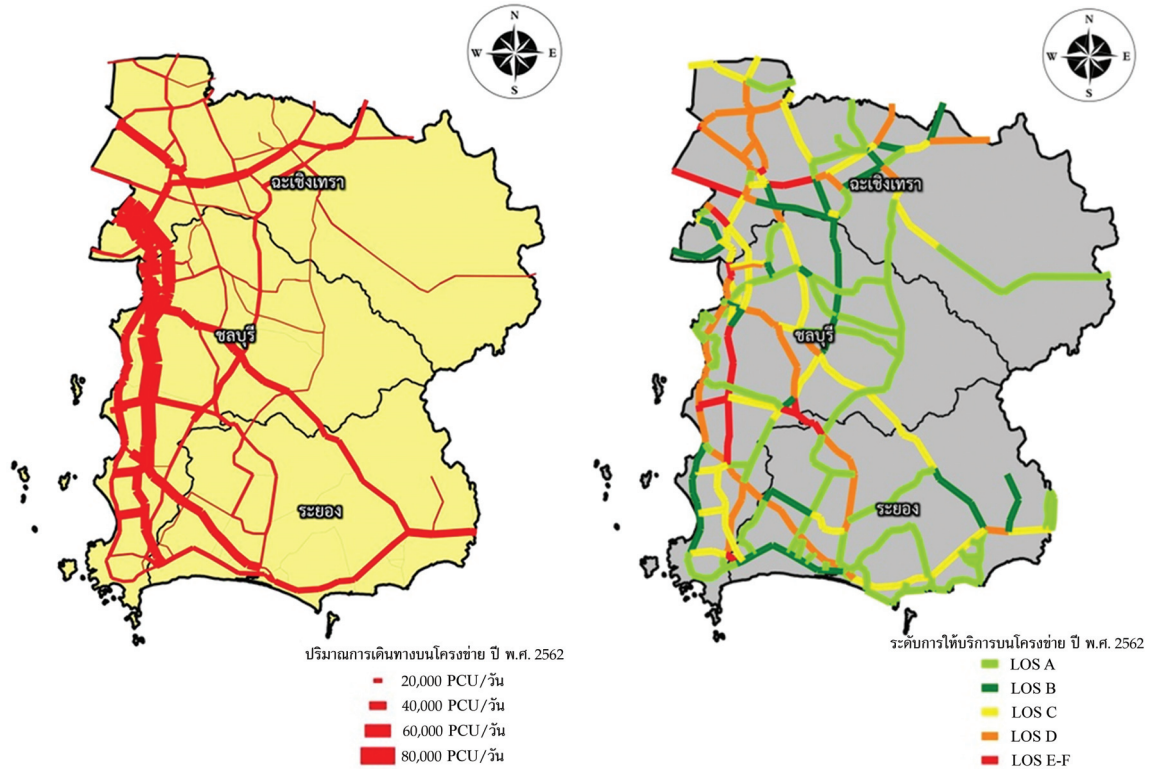 N
W E
S
ฉะเชิงเทรา
ชลบุรี
ระยอง
ปริมาณการเดินทางบนโครงข่าย ปี พ.ศ. 2562
20,000 PCU/วัน
40,000 PCU/วัน
60,000 PCU/วัน
80,000 PCU/วัน
N
W E
S
ฉะเชิงเทรา
ชลบุรี
ระยอง
ระดับการให้บริการบนโครงข่าย ปี พ.ศ. 2562
LOS A
LOS B
LOS C
LOS D
LOS E-F